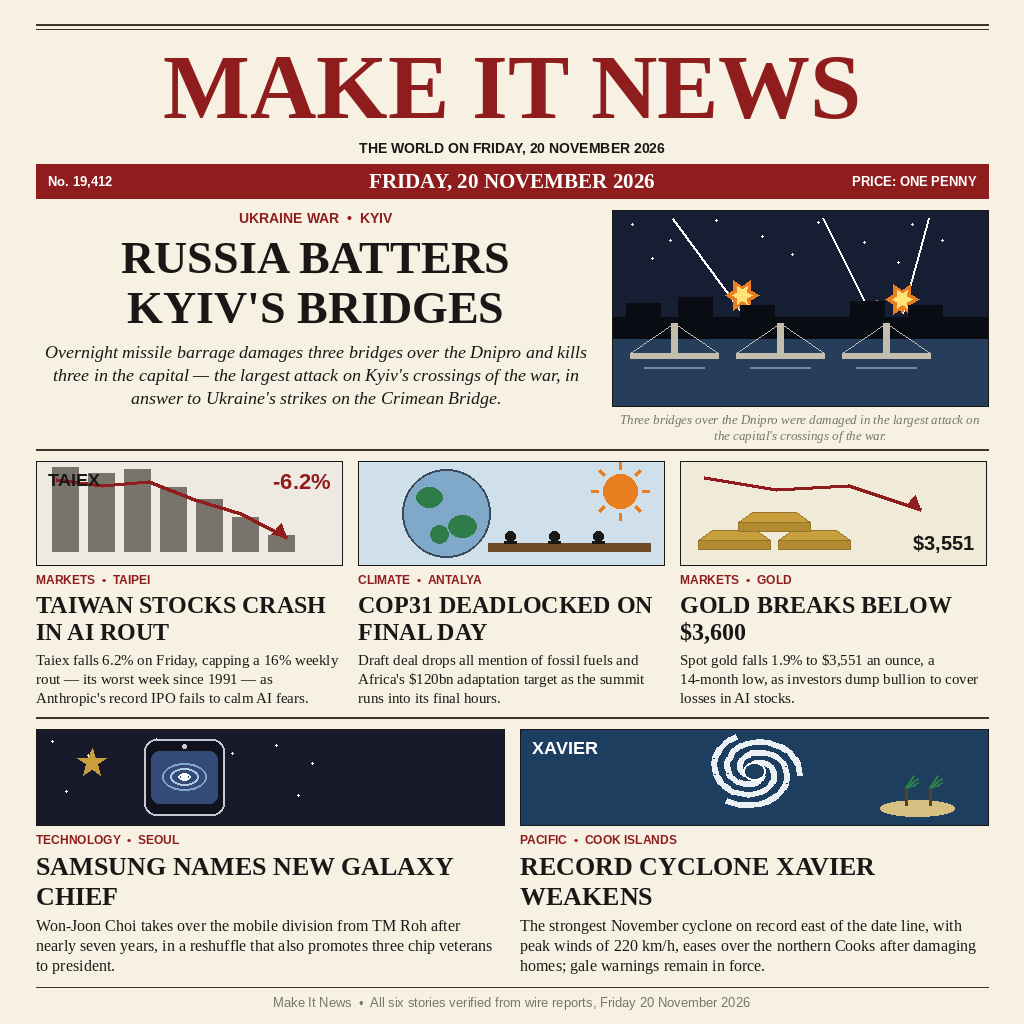 MAKE IT NEWS
THE WORLD ON FRIDAY, 20 NOVEMBER 2026
No. 19,412
FRIDAY, 20 NOVEMBER 2026
PRICE: ONE PENNY
UKRAINE WAR • KYIV
RUSSIA BATTERS
KYIV'S BRIDGES
Overnight missile barrage damages three bridges over the Dnipro and kills
three in the capital — the largest attack on Kyiv's crossings of the war, in
answer to Ukraine's strikes on the Crimean Bridge.
Three bridges over the Dnipro were damaged in the largest attack on
the capital's crossings of the war.
TAIEX
-6.2%
MARKETS • TAIPEI
TAIWAN STOCKS CRASH
IN AI ROUT
Taiex falls 6.2% on Friday, capping a 16% weekly
rout — its worst week since 1991 — as
Anthropic's record IPO fails to calm AI fears.
CLIMATE • ANTALYA
COP31 DEADLOCKED ON
FINAL DAY
Draft deal drops all mention of fossil fuels and
Africa's $120bn adaptation target as the summit
runs into its final hours.
$3,551
MARKETS • GOLD
GOLD BREAKS BELOW
$3,600
Spot gold falls 1.9% to $3,551 an ounce, a
14-month low, as investors dump bullion to cover
losses in AI stocks.
TECHNOLOGY • SEOUL
SAMSUNG NAMES NEW GALAXY
CHIEF
Won-Joon Choi takes over the mobile division from TM Roh after
nearly seven years, in a reshuffle that also promotes three chip veterans
to president.
XAVIER
PACIFIC • COOK ISLANDS
RECORD CYCLONE XAVIER
WEAKENS
The strongest November cyclone on record east of the date line, with
peak winds of 220 km/h, eases over the northern Cooks after damaging
homes; gale warnings remain in force.
Make It News • All six stories verified from wire reports, Friday 20 November 2026